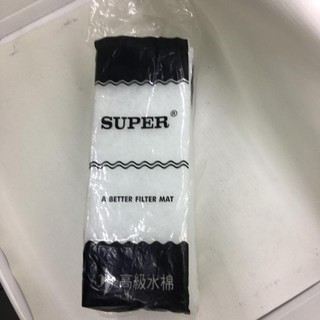 SUPER®
A BETTER FILTER MAT
高級水棉